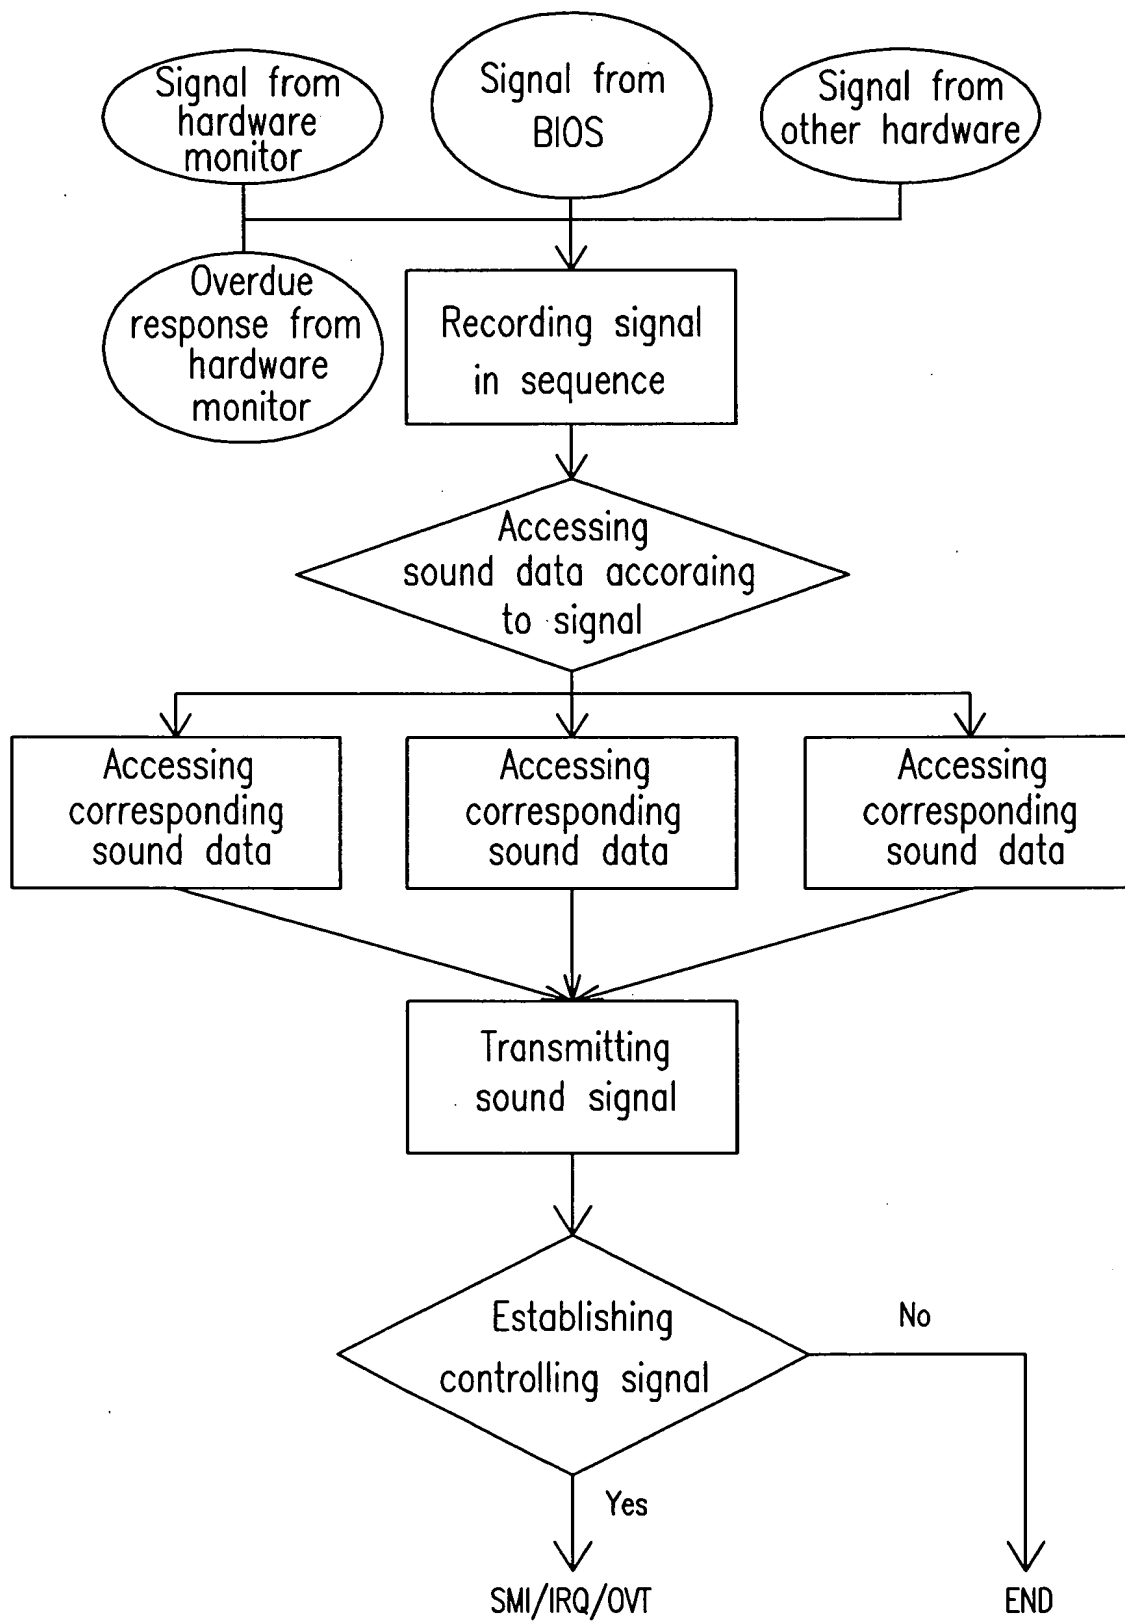 Signal from
hardware
monitor
Signal from
BIOS
Signal from
other hardware
Overdue
response from
hardware
monitor
Recording signal
in sequence
Accessing
sound data accoraing
to signal
Accessing
corresponding
sound data
Accessing
corresponding
sound data
Accessing
corresponding
sound data
Transmitting
sound signal
Establishing
controlling signal
No
Yes
SMI/IRQ/OVT
END